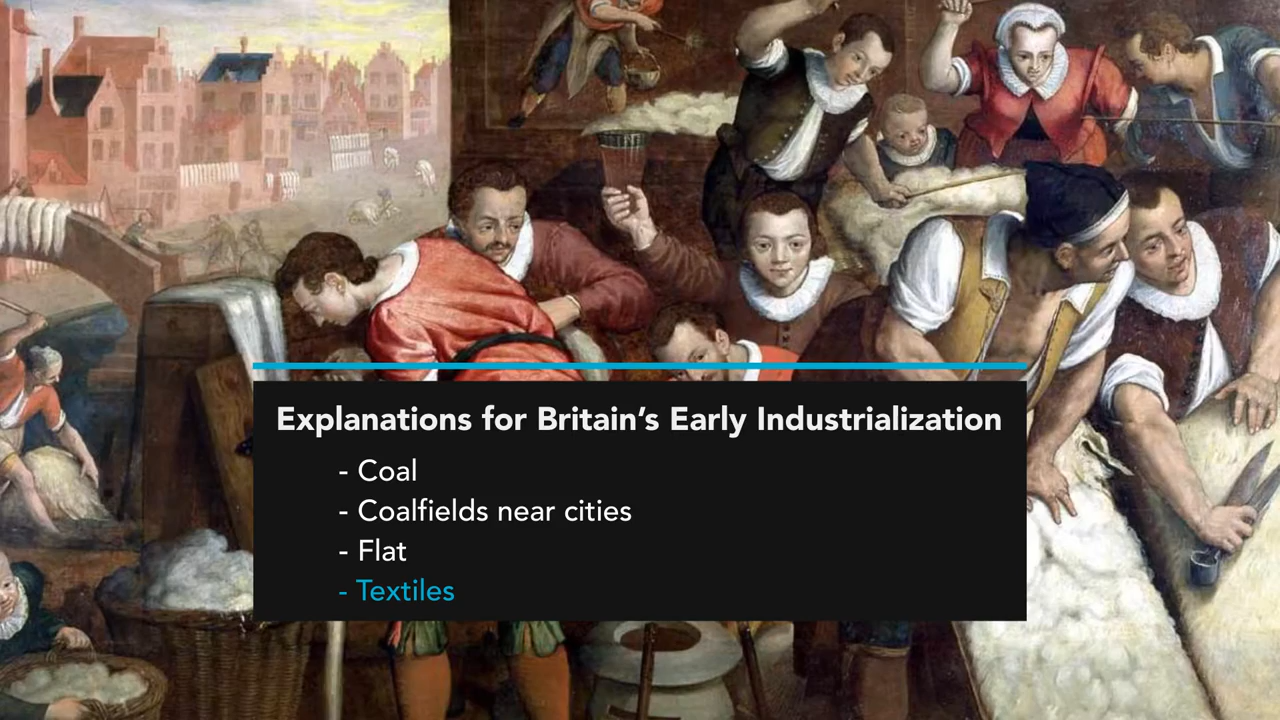 Explanations for Britain’s Early Industrialization
- Coal
- Coalfields near cities
- Flat
- Textiles